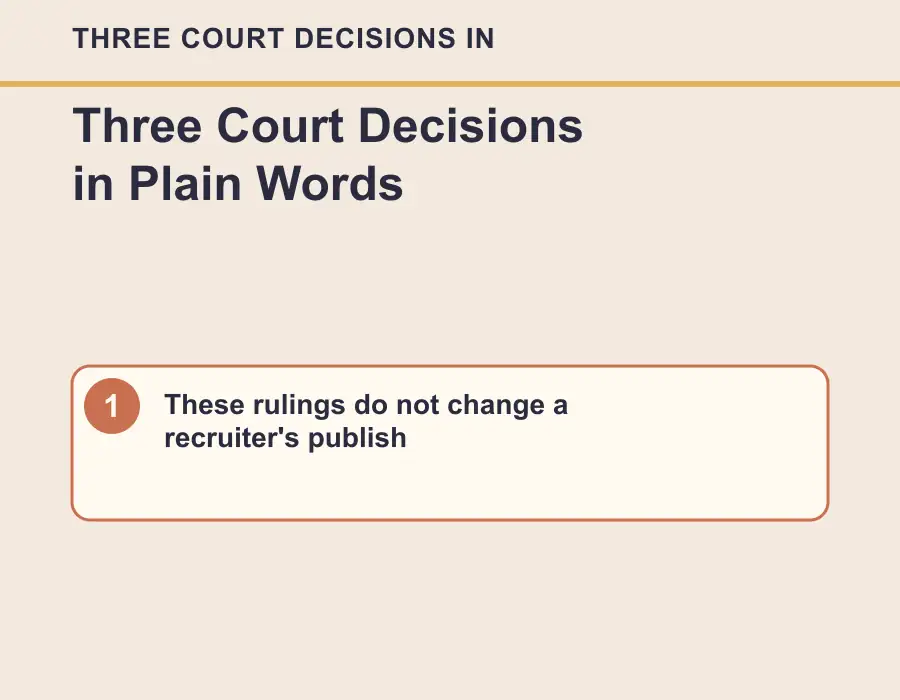 THREE COURT DECISIONS IN
Three Court Decisions
in Plain Words
1
These rulings do not change a
recruiter's publish